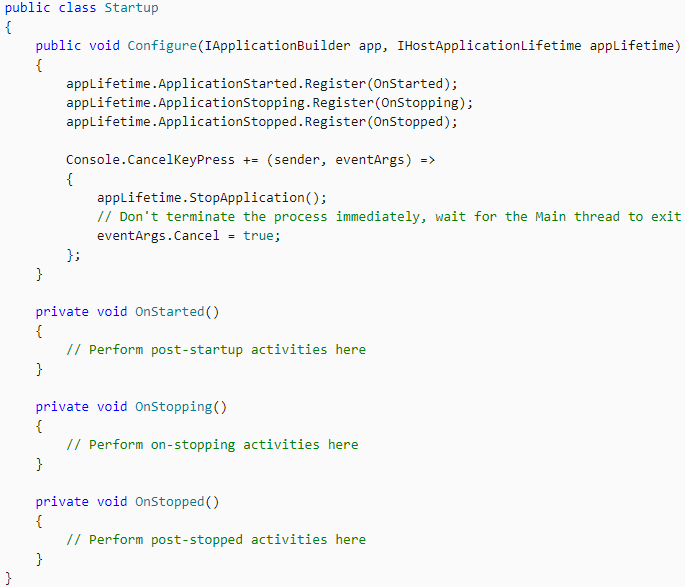 public class Startup
{
    public void Configure(IApplicationBuilder app, IHostApplicationLifetime appLifetime)
    {
        appLifetime.ApplicationStarted.Register(OnStarted);
        appLifetime.ApplicationStopping.Register(OnStopping);
        appLifetime.ApplicationStopped.Register(OnStopped);

        Console.CancelKeyPress += (sender, eventArgs) =>
        {
            appLifetime.StopApplication();
            // Don't terminate the process immediately, wait for the Main thread to exit
            eventArgs.Cancel = true;
        };
    }

    private void OnStarted()
    {
        // Perform post-startup activities here
    }

    private void OnStopping()
    {
        // Perform on-stopping activities here
    }

    private void OnStopped()
    {
        // Perform post-stopped activities here
    }
}